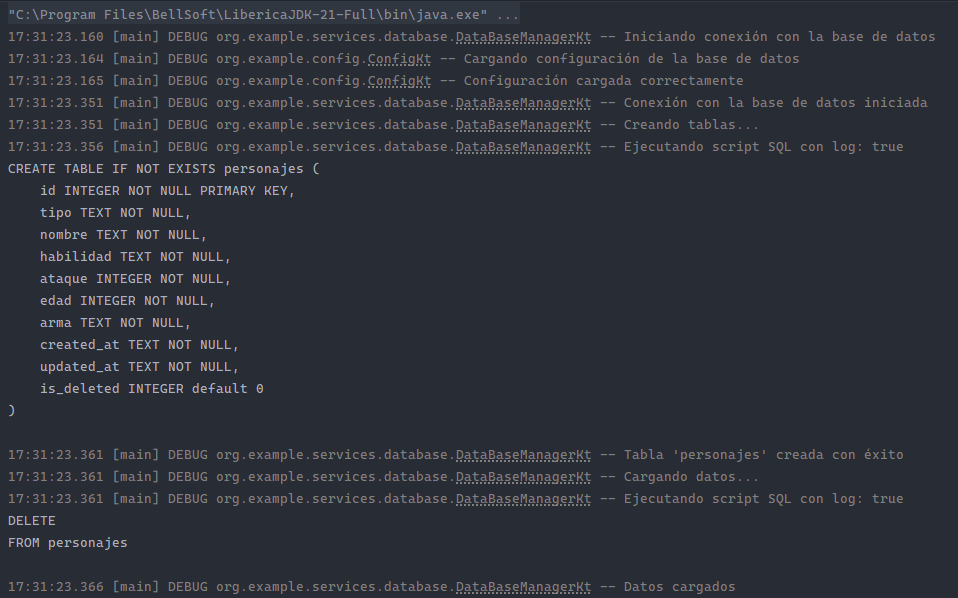 "C:\Program Files\BellSoft\LibericaJDK-21-Full\bin\java.exe" ...
17:31:23.160 [main] DEBUG org.example.services.database.DataBaseManagerKt -- Iniciando conexión con la base de datos
17:31:23.164 [main] DEBUG org.example.config.ConfigKt -- Cargando configuración de la base de datos
17:31:23.165 [main] DEBUG org.example.config.ConfigKt -- Configuración cargada correctamente
17:31:23.351 [main] DEBUG org.example.services.database.DataBaseManagerKt -- Conexión con la base de datos iniciada
17:31:23.351 [main] DEBUG org.example.services.database.DataBaseManagerKt -- Creando tablas...
17:31:23.356 [main] DEBUG org.example.services.database.DataBaseManagerKt -- Ejecutando script SQL con log: true
CREATE TABLE IF NOT EXISTS personajes (
    id INTEGER NOT NULL PRIMARY KEY,
    tipo TEXT NOT NULL,
    nombre TEXT NOT NULL,
    habilidad TEXT NOT NULL,
    ataque INTEGER NOT NULL,
    edad INTEGER NOT NULL,
    arma TEXT NOT NULL,
    created_at TEXT NOT NULL,
    updated_at TEXT NOT NULL,
    is_deleted INTEGER default 0
)
17:31:23.361 [main] DEBUG org.example.services.database.DataBaseManagerKt -- Tabla 'personajes' creada con éxito
17:31:23.361 [main] DEBUG org.example.services.database.DataBaseManagerKt -- Cargando datos...
17:31:23.361 [main] DEBUG org.example.services.database.DataBaseManagerKt -- Ejecutando script SQL con log: true
DELETE
FROM personajes
17:31:23.366 [main] DEBUG org.example.services.database.DataBaseManagerKt -- Datos cargados